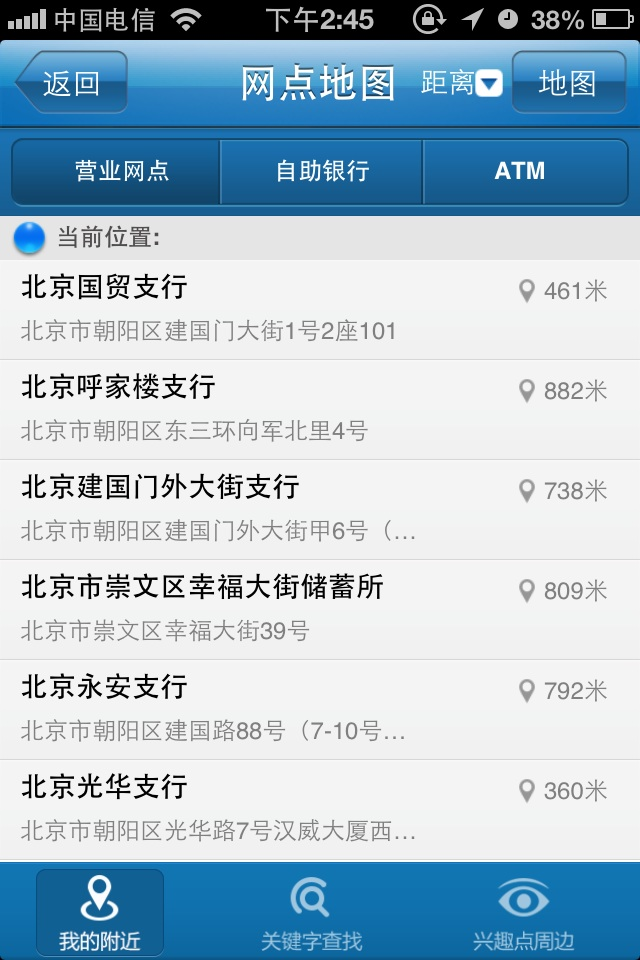 中国电信 下午2:45 38%
返回 网点地图 距离 地图
营业网点 自助银行 ATM
当前位置:
北京国贸支行 461米
北京市朝阳区建国门大街1号2座101
北京呼家楼支行 882米
北京市朝阳区东三环向军北里4号
北京建国门外大街支行 738米
北京市朝阳区建国门外大街甲6号（…
北京市崇文区幸福大街储蓄所 809米
北京市崇文区幸福大街39号
北京永安支行 792米
北京市朝阳区建国路88号（7-10号…
北京光华支行 360米
北京市朝阳区光华路7号汉威大厦西…
我的附近 关键字查找 兴趣点周边